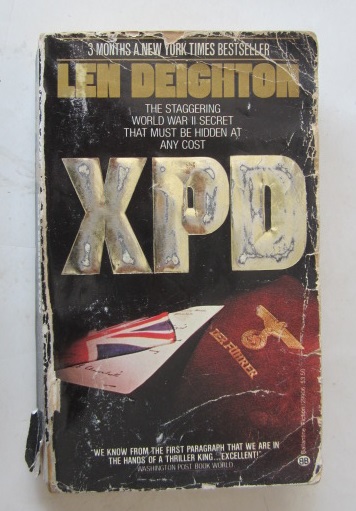 3 MONTHS A NEW YORK TIMES BESTSELLER
LEN DEIGHTON
THE STAGGERING
WORLD WAR II SECRET
THAT MUST BE HIDDEN AT
ANY COST
XPD
DER FÜHRER
"WE KNOW FROM THE FIRST PARAGRAPH THAT WE ARE
IN THE HANDS OF A THRILLER KING...EXCELLENT!"
WASHINGTON POST BOOK WORLD
BB